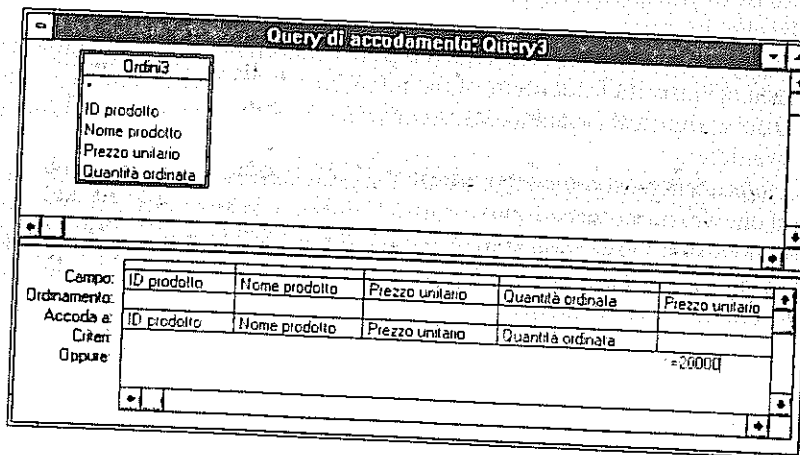 Query di accodamento: Query3
Ordini3
*
ID prodotto
Nome prodotto
Prezzo unitario
Quantità ordinata
Campo: ID prodotto Nome prodotto Prezzo unitario Quantità ordinata Prezzo unitario
Ordinamento:
Accoda a: ID prodotto Nome prodotto Prezzo unitario Quantità ordinata
Criteri:
Oppure: =20000